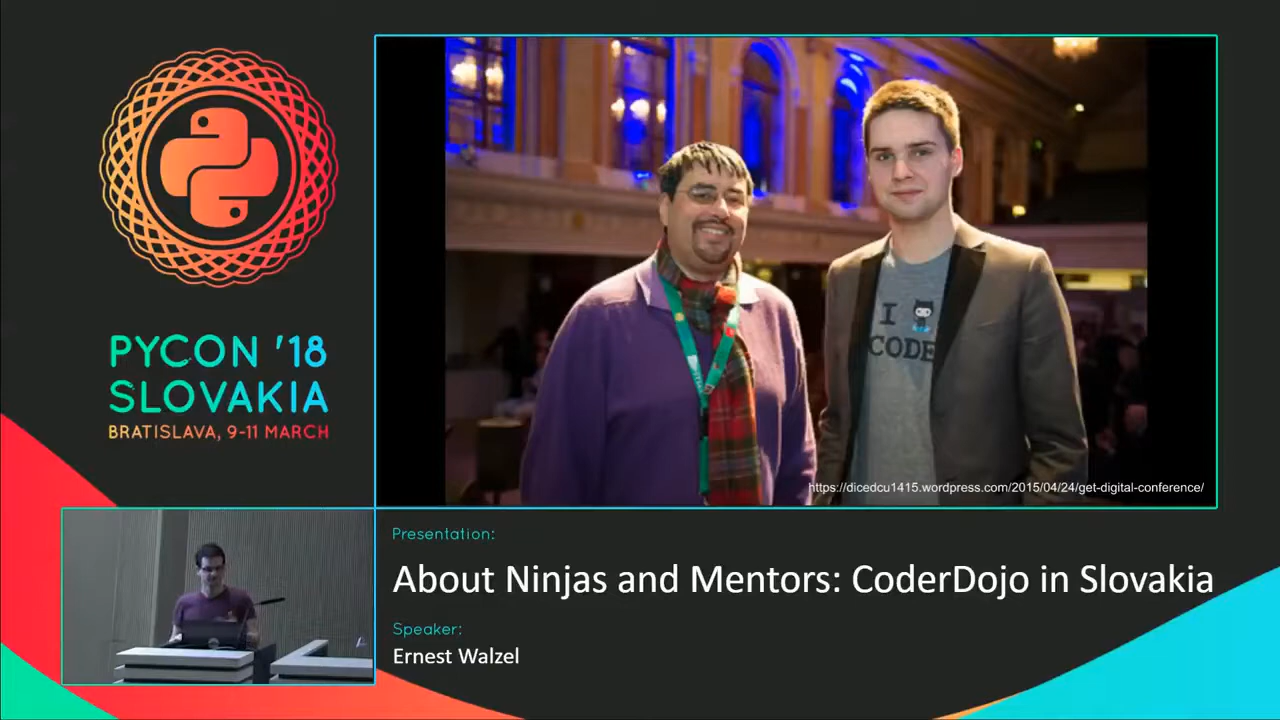 PYCON '18
SLOVAKIA
BRATISLAVA, 9-11 MARCH
I
CODE
https://dicedcu1415.wordpress.com/2015/04/24/get-digital-conference/
Presentation:
About Ninjas and Mentors: CoderDojo in Slovakia
Speaker:
Ernest Walzel